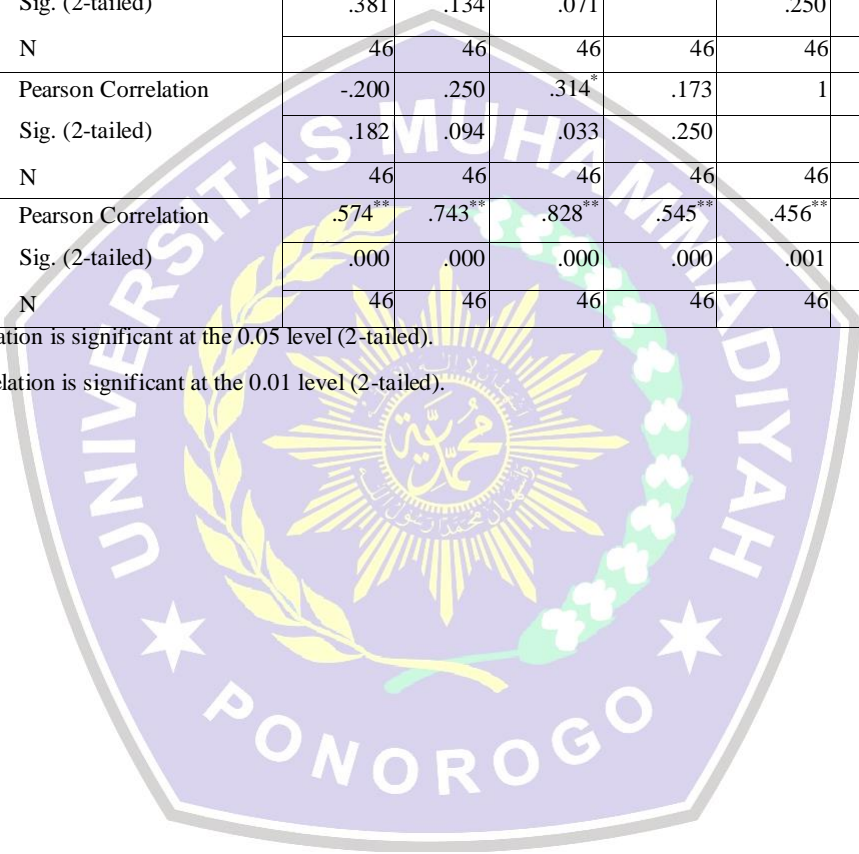 Sig. (2-tailed) .381 .134 .071 .250
N 46 46 46 46 46
Pearson Correlation -.200 .250 .314* .173 1
Sig. (2-tailed) .182 .094 .033 .250
N 46 46 46 46 46
Pearson Correlation .574** .743** .828** .545** .456**
Sig. (2-tailed) .000 .000 .000 .000 .001
N 46 46 46 46 46
ation is significant at the 0.05 level (2-tailed).
elation is significant at the 0.01 level (2-tailed).
UNIVERSITAS MUHAMMADIYAH
محمدية
PONOROGO